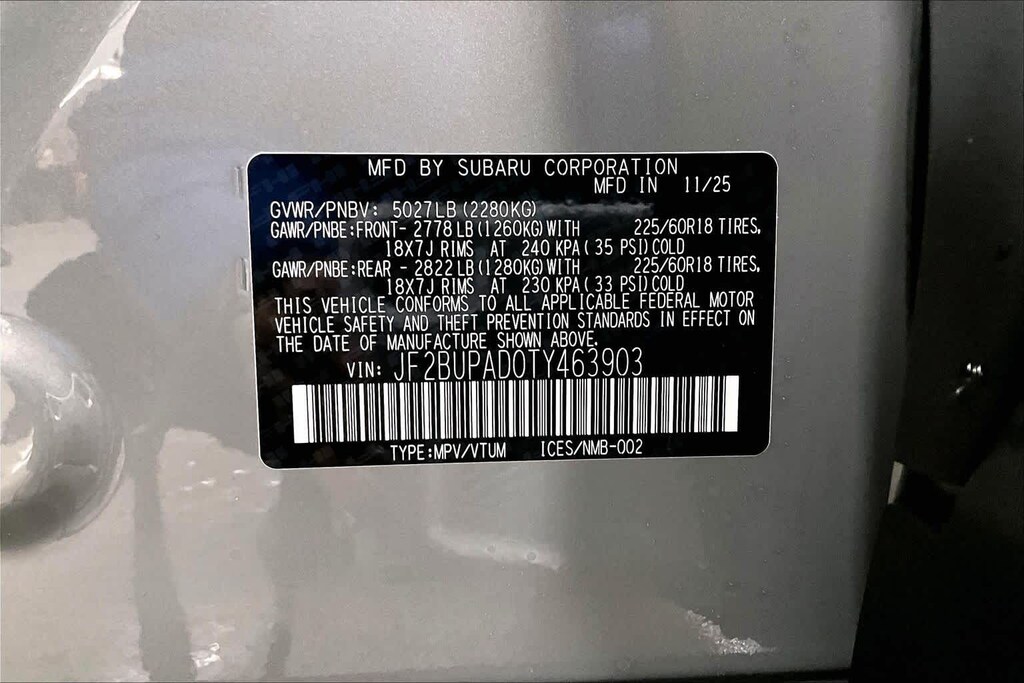 MFD BY SUBARU CORPORATION
MFD IN 11/25
GVWR/PNBV: 5027LB (2280KG)
GAWR/PNBE:FRONT- 2778LB (1260KG) WITH 225/60R18 TIRES,
18X7J RIMS AT 240 KPA ( 35 PSI) COLD
GAWR/PNBE:REAR - 2822LB (1280KG) WITH 225/60R18 TIRES,
18X7J RIMS AT 230 KPA ( 33 PSI) COLD
THIS VEHICLE CONFORMS TO ALL APPLICABLE FEDERAL MOTOR
VEHICLE SAFETY AND THEFT PREVENTION STANDARDS IN EFFECT ON
THE DATE OF MANUFACTURE SHOWN ABOVE.
VIN: JF2BUPAD0TY463903
TYPE:MPV/VTUM ICES/NMB-002